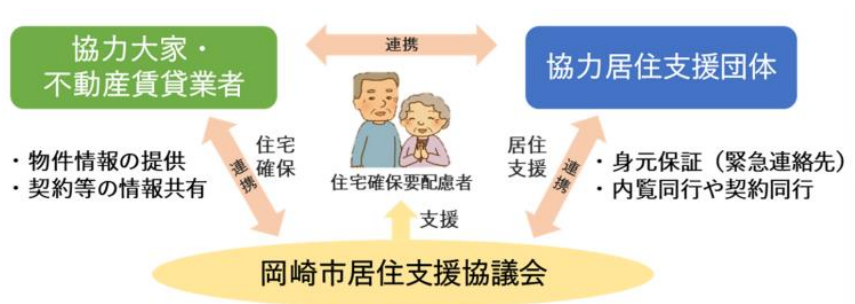 協力大家・
不動産賃貸業者
連携
協力居住支援団体
・物件情報の提供
・契約等の情報共有
連携
住宅
確保
住宅確保要配慮者
居住
支援
連携
・身元保証（緊急連絡先）
・内覧同行や契約同行
支援
岡崎市居住支援協議会